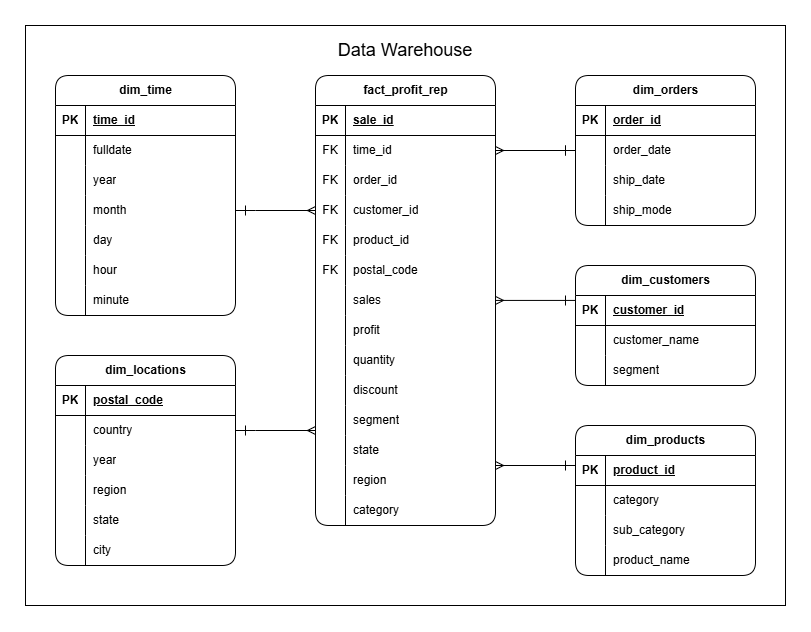 Data Warehouse
dim_time
PK time_id
fulldate
year
month
day
hour
minute
dim_locations
PK postal_code
country
year
region
state
city
fact_profit_rep
PK sale_id
FK time_id
FK order_id
FK customer_id
FK product_id
FK postal_code
sales
profit
quantity
discount
segment
state
region
category
dim_orders
PK order_id
order_date
ship_date
ship_mode
dim_customers
PK customer_id
customer_name
segment
dim_products
PK product_id
category
sub_category
product_name